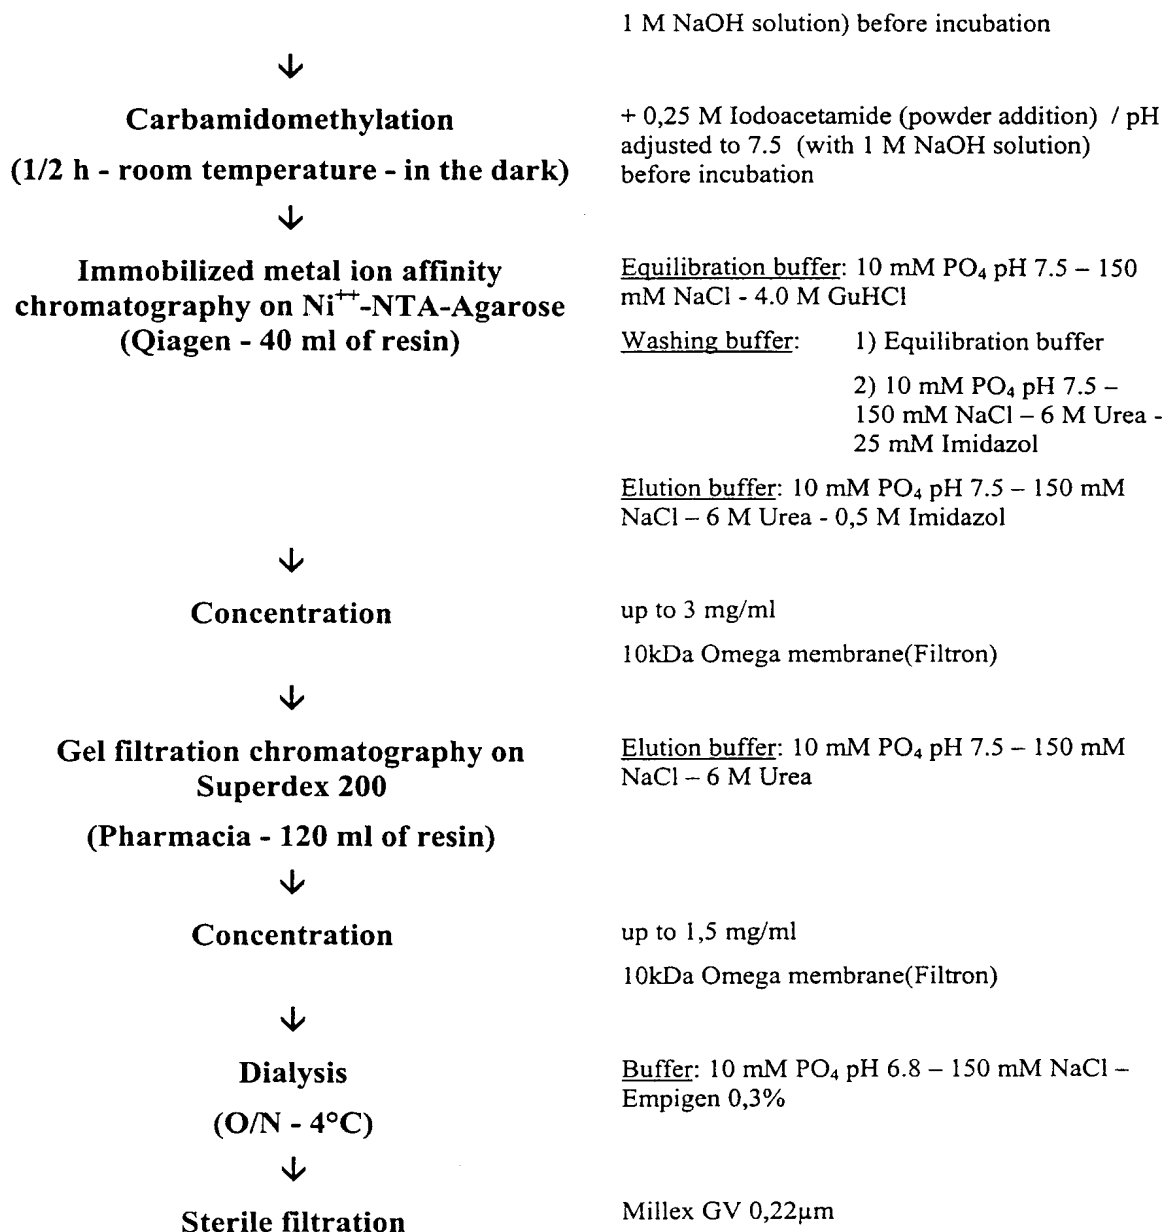 1 M NaOH solution) before incubation
↓
Carbamidomethylation
(1/2 h - room temperature - in the dark)
+ 0,25 M Iodoacetamide (powder addition) / pH
adjusted to 7.5 (with 1 M NaOH solution)
before incubation
↓
Immobilized metal ion affinity
chromatography on Ni⁺⁺-NTA-Agarose
(Qiagen - 40 ml of resin)
Equilibration buffer: 10 mM PO₄ pH 7.5 – 150
mM NaCl - 4.0 M GuHCl
Washing buffer: 1) Equilibration buffer
2) 10 mM PO₄ pH 7.5 –
150 mM NaCl – 6 M Urea -
25 mM Imidazol
Elution buffer: 10 mM PO₄ pH 7.5 – 150 mM
NaCl – 6 M Urea - 0,5 M Imidazol
↓
Concentration
up to 3 mg/ml
10kDa Omega membrane(Filtron)
↓
Gel filtration chromatography on
Superdex 200
(Pharmacia - 120 ml of resin)
Elution buffer: 10 mM PO₄ pH 7.5 – 150 mM
NaCl – 6 M Urea
↓
Concentration
up to 1,5 mg/ml
10kDa Omega membrane(Filtron)
↓
Dialysis
(O/N - 4°C)
Buffer: 10 mM PO₄ pH 6.8 – 150 mM NaCl –
Empigen 0,3%
↓
Sterile filtration
Millex GV 0,22µm